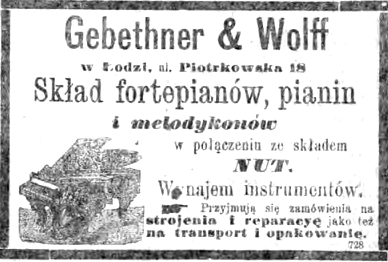 Gebethner & Wolff
w Łodzi, ul. Piotrkowska 18
Skład fortepianów, pianin
i melodykonów
w połączeniu ze składem
NUT.
Wynajem instrumentów.
☛ Przyjmują się zamówienia na
strojenia i reparacyę jako też
na transport i opakowanie.
728